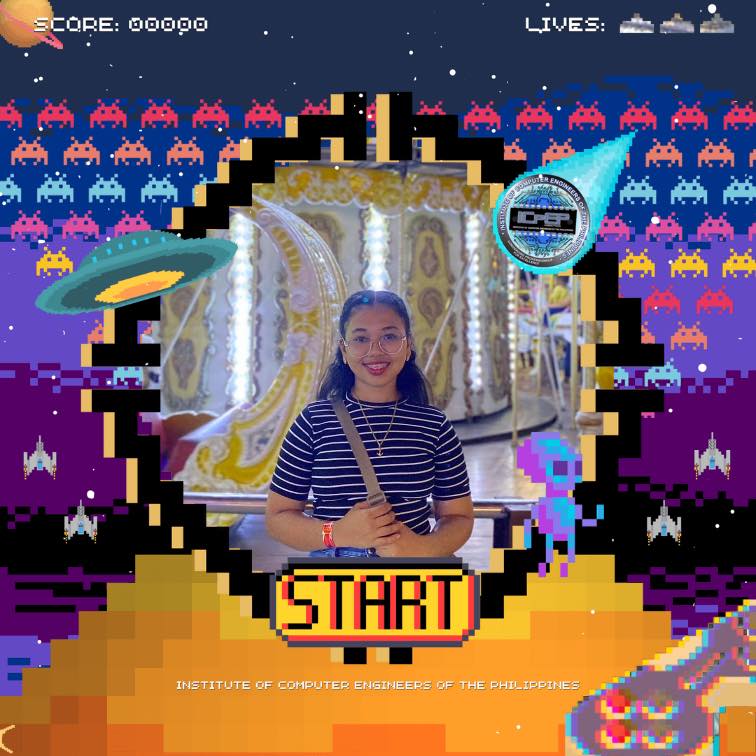 SCORE: 00000
LIVES:
INSTITUTE OF COMPUTER ENGINEERS OF THE PHILIPPINES
ICpEP
START
INSTITUTE OF COMPUTER ENGINEERS OF THE PHILIPPINES